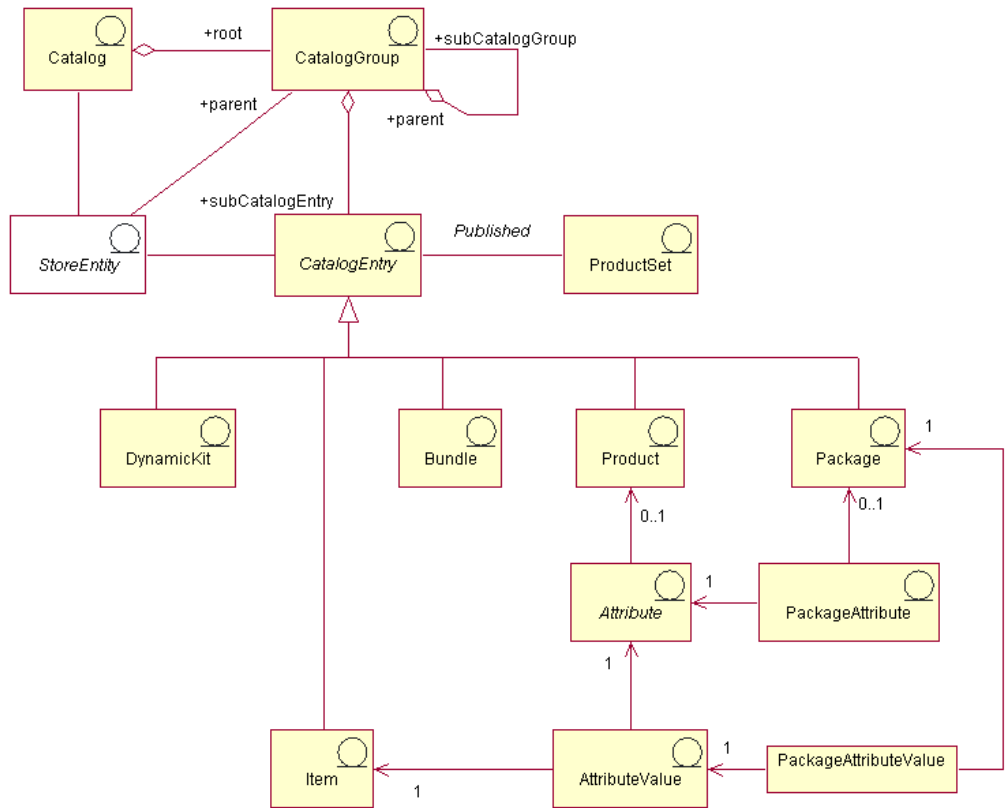 +root
+subCatalogGroup
Catalog
CatalogGroup
+parent
+parent
+subCatalogEntry
Published
StoreEntity
CatalogEntry
ProductSet
DynamicKit
Bundle
Product
Package
1
0..1
0..1
1
Attribute
PackageAttribute
1
Item
AttributeValue
1
PackageAttributeValue
1